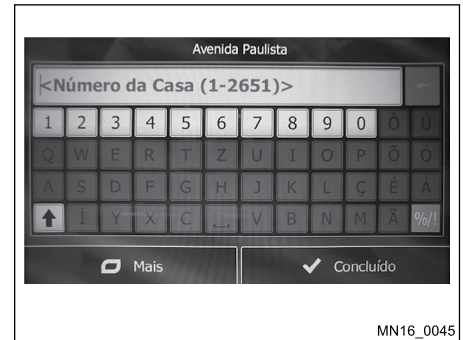 Avenida Paulista
<Número da Casa (1-2651)>
←
1 2 3 4 5 6 7 8 9 0 Ô Ú
Q W E R T Z U I O P Õ Ó
A S D F G H J K L Ç É Á
Í Y X C V B N M Ã %/!
Mais Concluído
MN16_0045